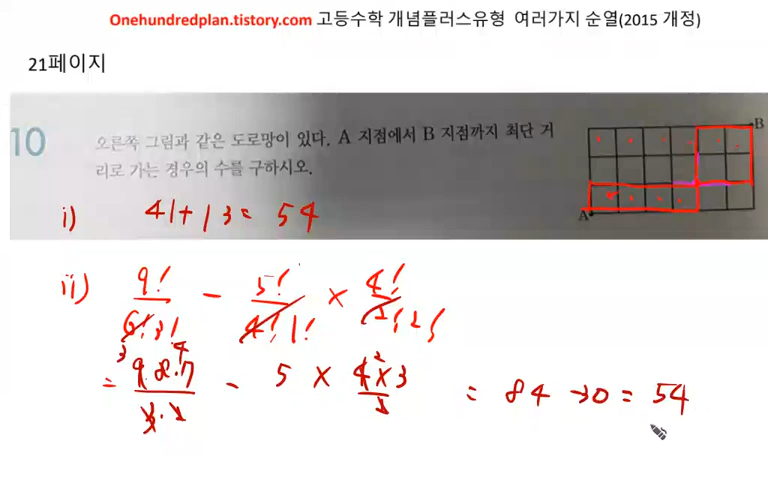 Onehundredplan.tistory.com 고등수학 개념플러스유형 여러가지 순열(2015 개정)
21페이지
10 오른쪽 그림과 같은 도로망이 있다. A 지점에서 B 지점까지 최단 거
리로 가는 경우의 수를 구하시오.
B
A
i) 41+13=54
ii) 9!/6!3! - 5!/4!1! × 4!/2!2!
= 9·8·7/3·2 - 5 × 4×3/2 = 84-30=54